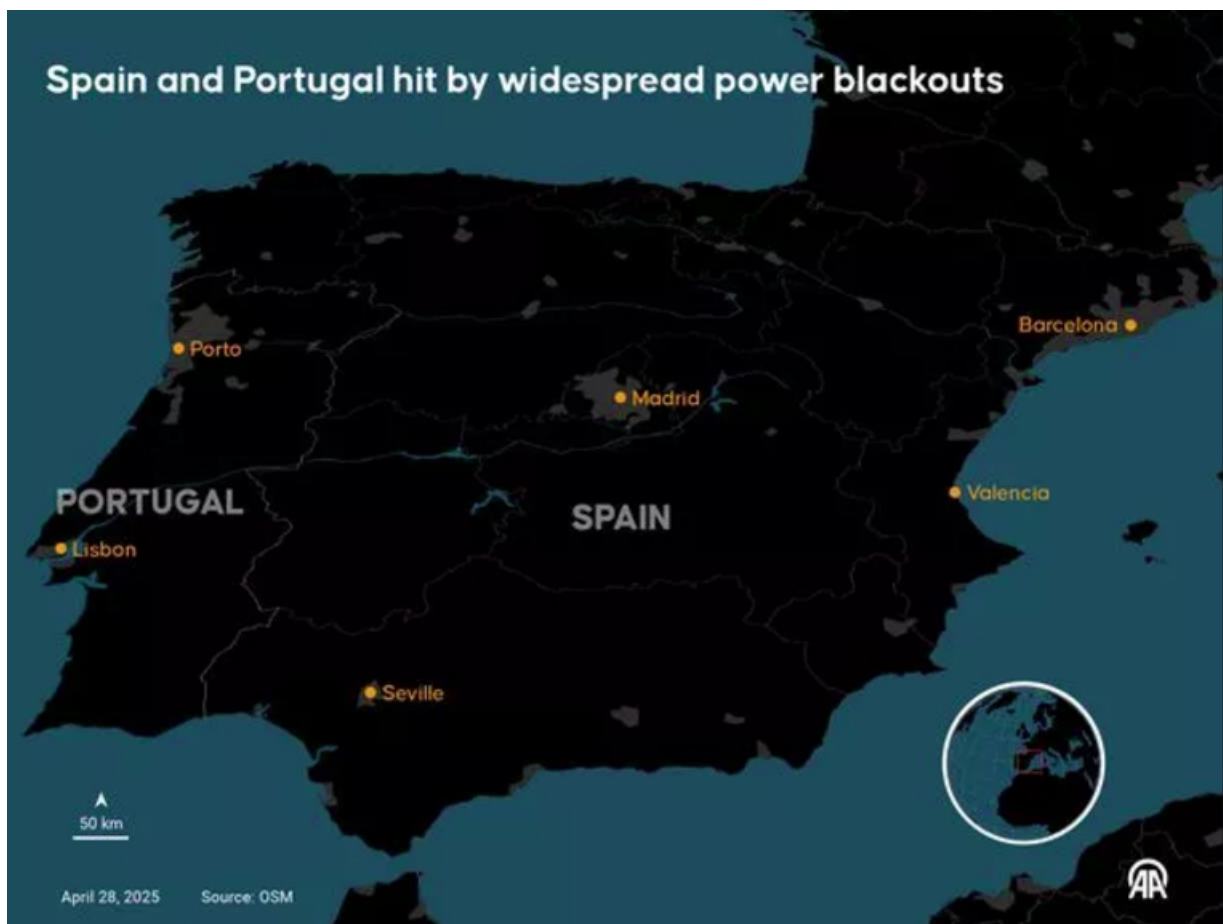 Spain and Portugal hit by widespread power blackouts
Barcelona
Porto
Madrid
Valencia
PORTUGAL
SPAIN
Lisbon
Seville
50 km
April 28, 2025
Source: OSM
AA